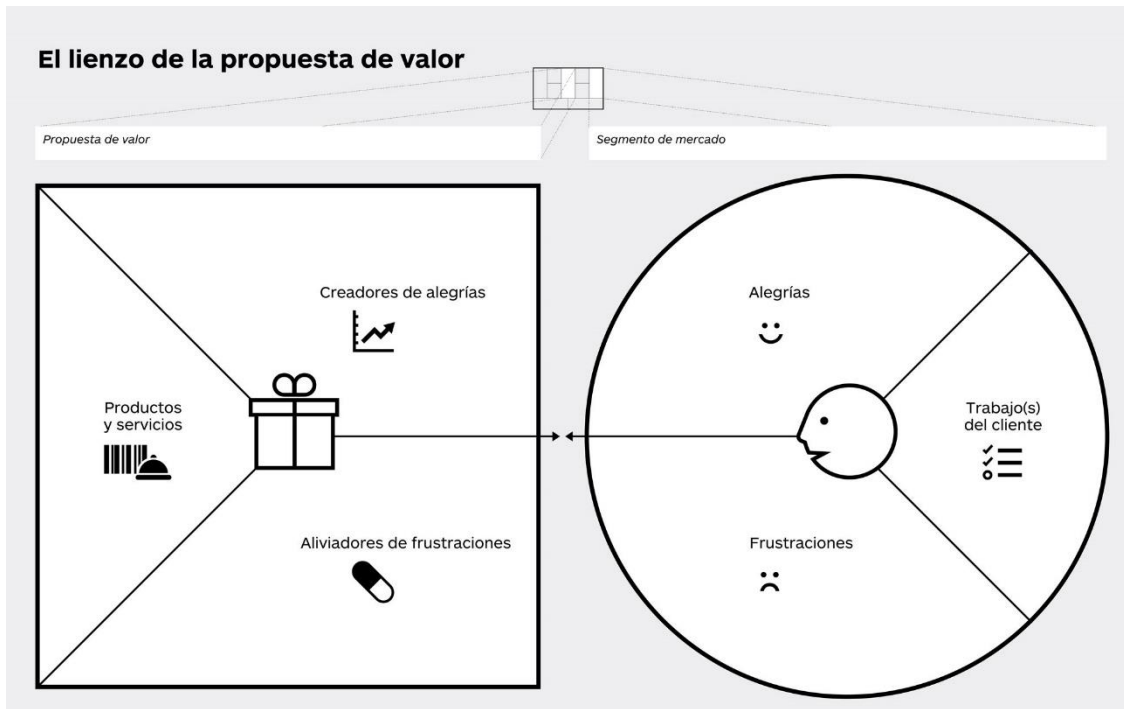 El lienzo de la propuesta de valor
Propuesta de valor
Segmento de mercado
Creadores de alegrías
Alegrías
Productos
y servicios
Trabajo(s)
del cliente
Aliviadores de frustraciones
Frustraciones